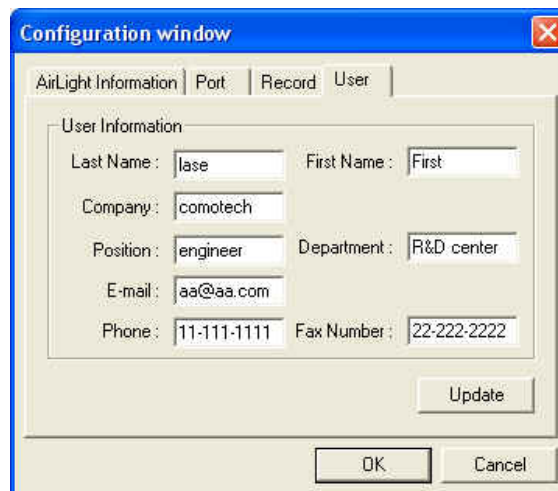 Configuration window
AirLight Information Port Record User
User Information
Last Name : lase First Name : First
Company : comotech
Position : engineer Department : R&D center
E-mail : aa@aa.com
Phone : 11-111-1111 Fax Number : 22-222-2222
Update
OK Cancel